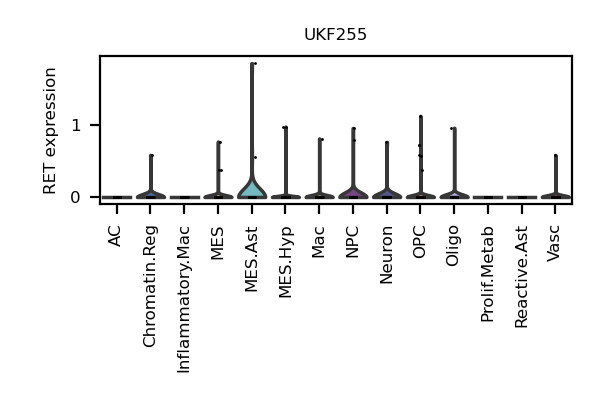 UKF255
RET expression
1
0
AC
Chromatin.Reg
Inflammatory.Mac
MES
MES.Ast
MES.Hyp
Mac
NPC
Neuron
OPC
Oligo
Prolif.Metab
Reactive.Ast
Vasc